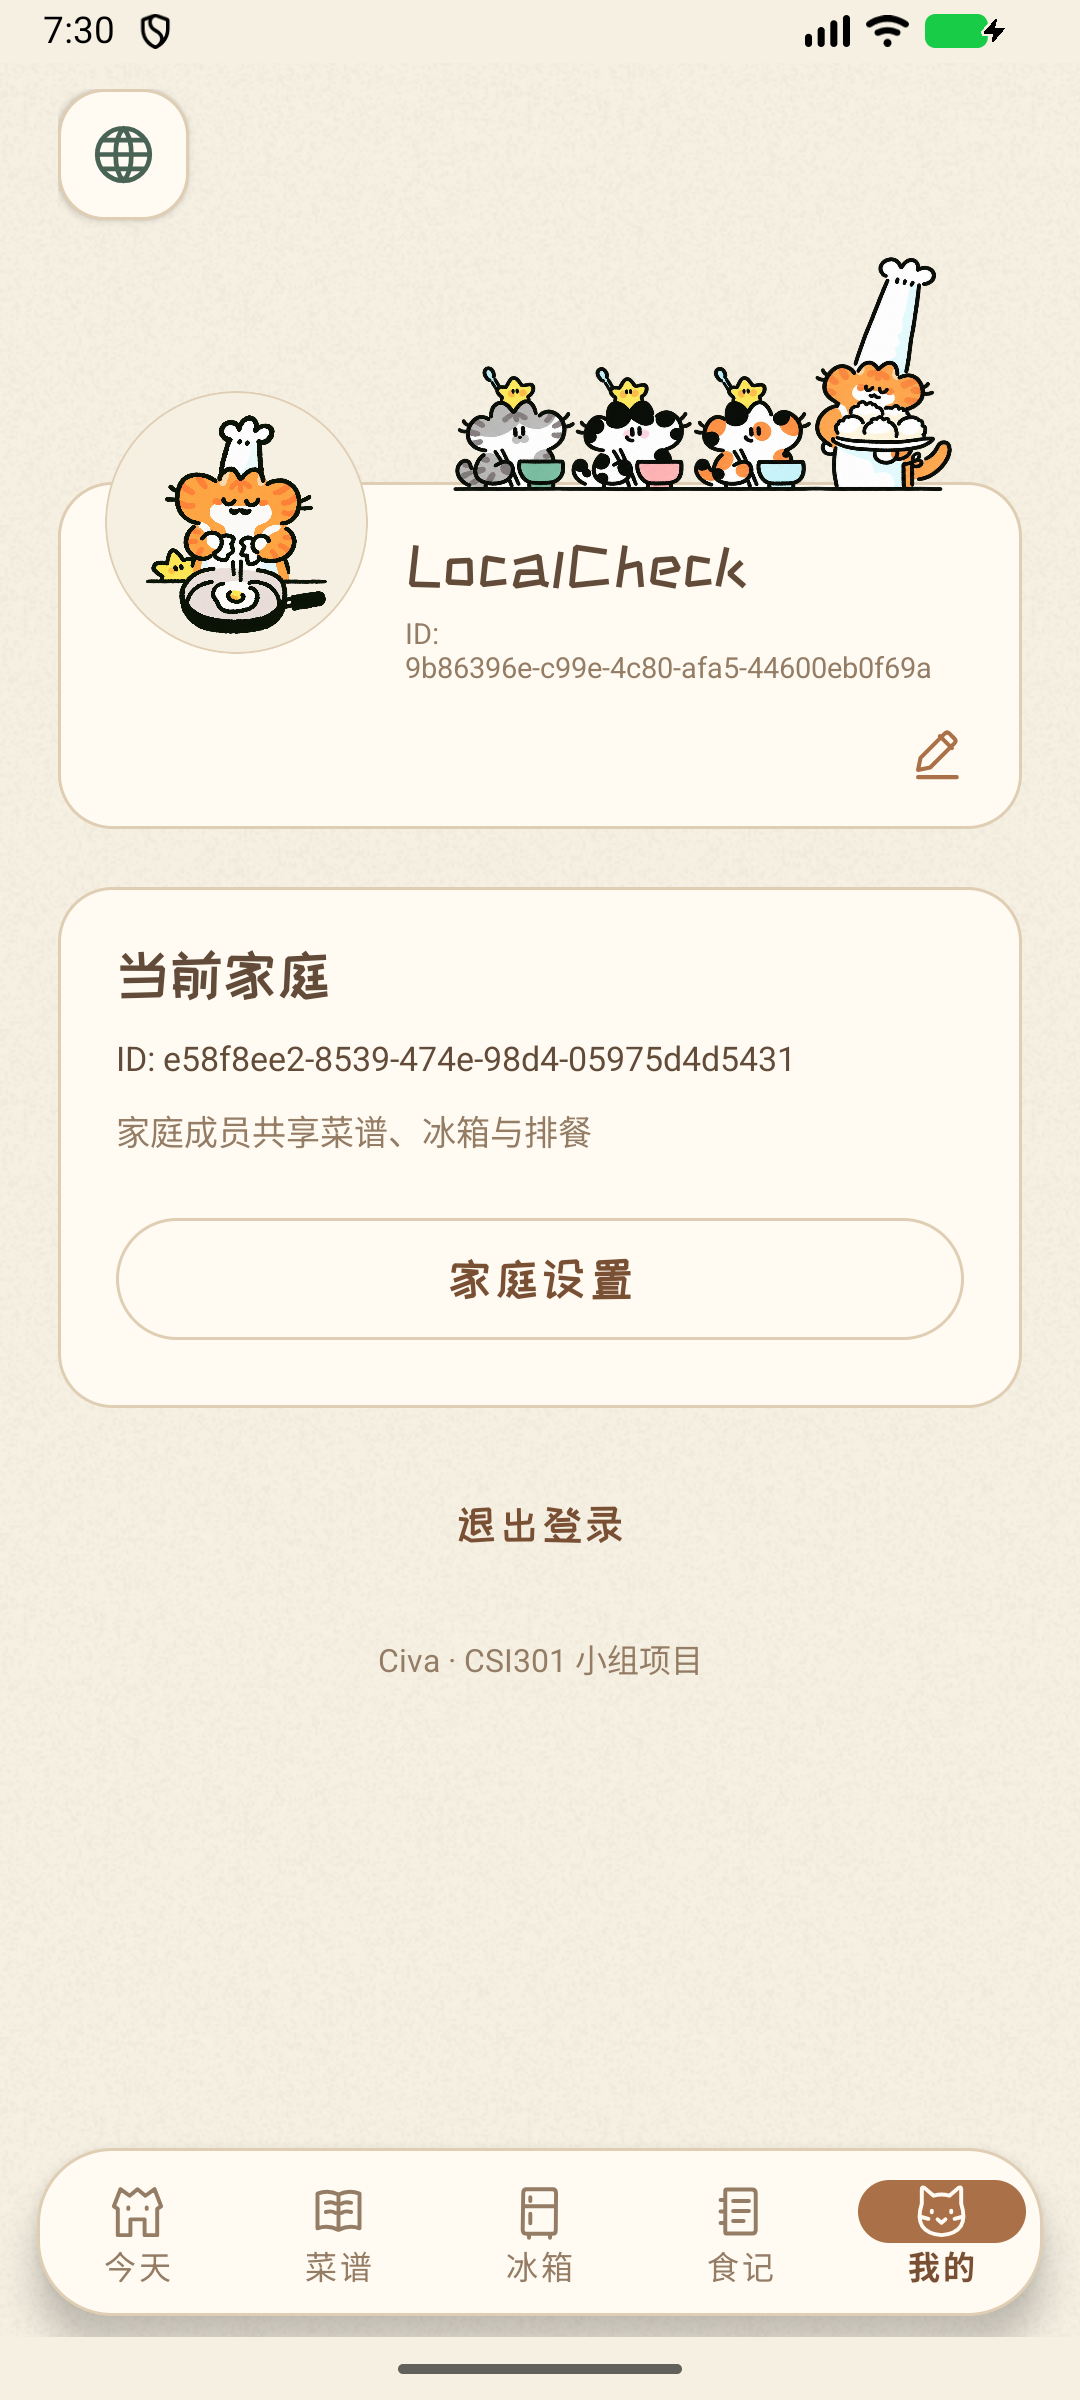 7:30
LocalCheck
ID:
9b86396e-c99e-4c80-afa5-44600eb0f69a
当前家庭
ID: e58f8ee2-8539-474e-98d4-05975d4d5431
家庭成员共享菜谱、冰箱与排餐
家庭设置
退出登录
Civa · CSI301 小组项目
今天
菜谱
冰箱
食记
我的